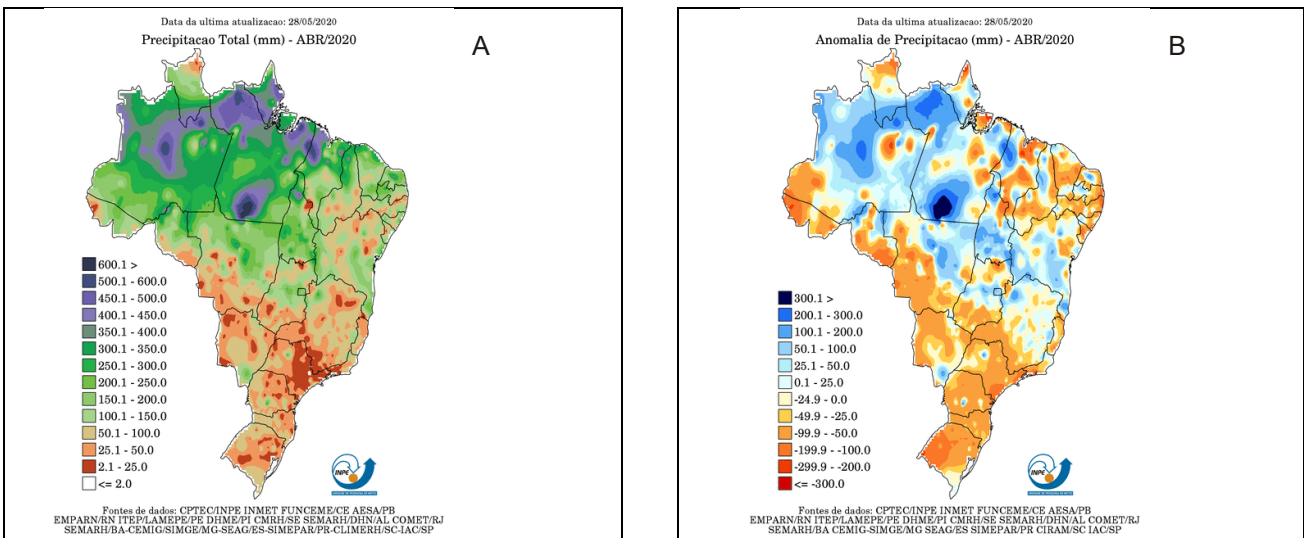 Data da ultima atualizacao: 28/05/2020
Precipitacao Total (mm) - ABR/2020
A
600.1 >
500.1 - 600.0
450.1 - 500.0
400.1 - 450.0
350.1 - 400.0
300.1 - 350.0
250.1 - 300.0
200.1 - 250.0
150.1 - 200.0
100.1 - 150.0
50.1 - 100.0
25.1 - 50.0
2.1 - 25.0
<= 2.0
INPE
Fontes de dados: CPTEC/INPE INMET FUNCEME/CE AESA/PB
EMPARN/RN ITEP/LAMEPE/PE DHME/PI CMRH/SE SEMARH/DHN/AL COMET/RJ
SEMARH/BA-CEMIG/SIMGE/MG-SEAG/ES-SIMEPAR/PR-CLIMERH/SC-IAC/SP
Data da ultima atualizacao: 28/05/2020
Anomalia de Precipitacao (mm) - ABR/2020
B
300.1 >
200.1 - 300.0
100.1 - 200.0
50.1 - 100.0
25.1 - 50.0
0.1 - 25.0
-24.9 - 0.0
-49.9 - -25.0
-99.9 - -50.0
-199.9 - -100.0
-299.9 - -200.0
<= -300.0
INPE
Fontes de dados: CPTEC/INPE INMET FUNCEME/CE AESA/PB
EMPARN/RN ITEP/LAMEPE/PE DHME/PI CMRH/SE SEMARH/DHN/AL COMET/RJ
SEMARH/BA CEMIG-SIMGE/MG SEAG/ES SIMEPAR/PR CIRAM/SC IAC/SP